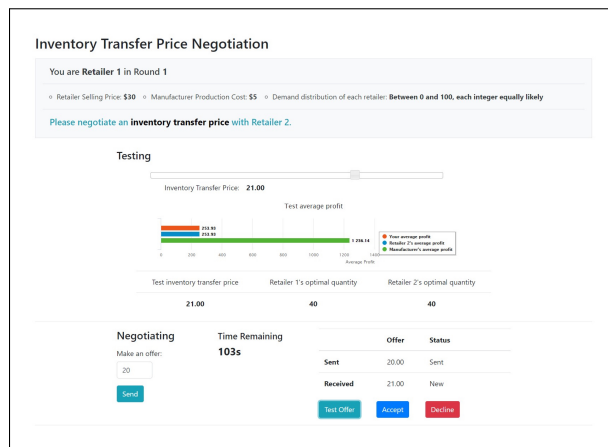 Inventory Transfer Price Negotiation
You are Retailer 1 in Round 1
Retailer Selling Price: $30 Manufacturer Production Cost: $5 Demand distribution of each retailer: Between 0 and 100, each integer equally likely
Please negotiate an inventory transfer price with Retailer 2.
Testing
Inventory Transfer Price: 21.00
Test average profit
253.93
253.93
1 236.14
Your average profit
Retailer 2's average profit
Manufacturer's average profit
0 200 400 600 800 1000 1200 1400
Average Profit
Test inventory transfer price Retailer 1's optimal quantity Retailer 2's optimal quantity
21.00 40 40
Negotiating Time Remaining
Offer Status
Make an offer: 103s
20
Sent 20.00 Sent
Send
Received 21.00 New
Test Offer Accept Decline